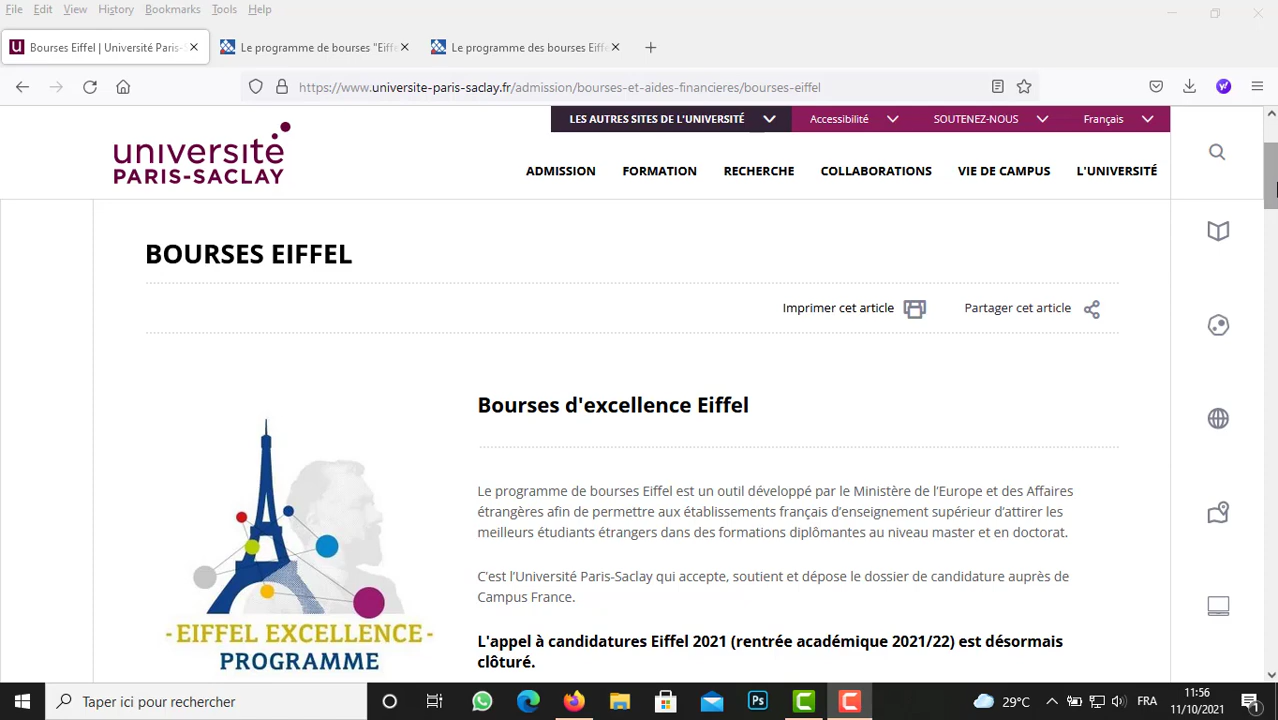 File Edit View History Bookmarks Tools Help
Bourses Eiffel | Université Paris-
Le programme de bourses "Eiff
Le programme des bourses Eiffe
https://www.universite-paris-saclay.fr/admission/bourses-et-aides-financieres/bourses-eiffel
LES AUTRES SITES DE L'UNIVERSITÉ Accessibilité SOUTENEZ-NOUS Français
université
PARIS-SACLAY
ADMISSION FORMATION RECHERCHE COLLABORATIONS VIE DE CAMPUS L'UNIVERSITÉ
BOURSES EIFFEL
Imprimer cet article Partager cet article
Bourses d'excellence Eiffel
Le programme de bourses Eiffel est un outil développé par le Ministère de l'Europe et des Affaires
étrangères afin de permettre aux établissements français d'enseignement supérieur d'attirer les
meilleurs étudiants étrangers dans des formations diplômantes au niveau master et en doctorat.
C'est l'Université Paris-Saclay qui accepte, soutient et dépose le dossier de candidature auprès de
Campus France.
L'appel à candidatures Eiffel 2021 (rentrée académique 2021/22) est désormais
clôturé.
- EIFFEL EXCELLENCE -
PROGRAMME
Taper ici pour rechercher
Ps
29°C
FRA
11:56
11/10/2021
1